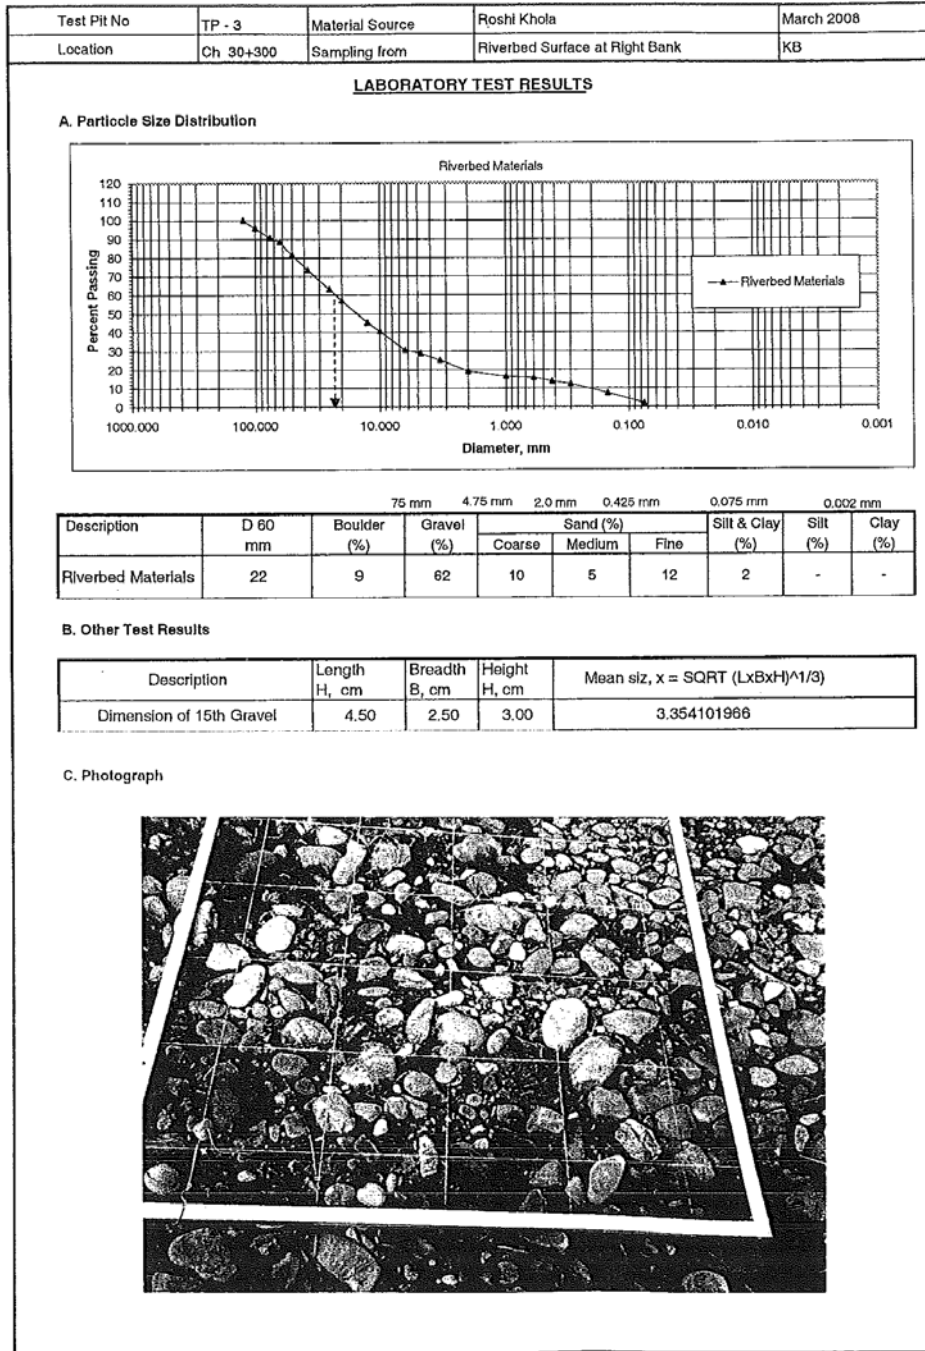 Test Pit No TP - 3 Material Source Roshi Khola March 2008
Location Ch 30+300 Sampling from Riverbed Surface at Right Bank KB
LABORATORY TEST RESULTS
A. Particcle Size Distribution
Riverbed Materials
120
110
100
90
80
70
60
50
40
30
20
10
0
Percent Passing
Riverbed Materials
1000.000 100.000 10.000 1.000 0.100 0.010 0.001
Diameter, mm
75 mm 4.75 mm 2.0 mm 0.425 mm 0.075 mm 0.002 mm
Description D 60 Boulder Gravel Sand (%) Silt & Clay Silt Clay
mm (%) (%) Coarse Medium Fine (%) (%) (%)
Riverbed Materials 22 9 62 10 5 12 2 - -
B. Other Test Results
Description Length Breadth Height Mean siz, x = SQRT (LxBxH)^1/3)
H, cm B, cm H, cm
Dimension of 15th Gravel 4.50 2.50 3.00 3.354101966
C. Photograph